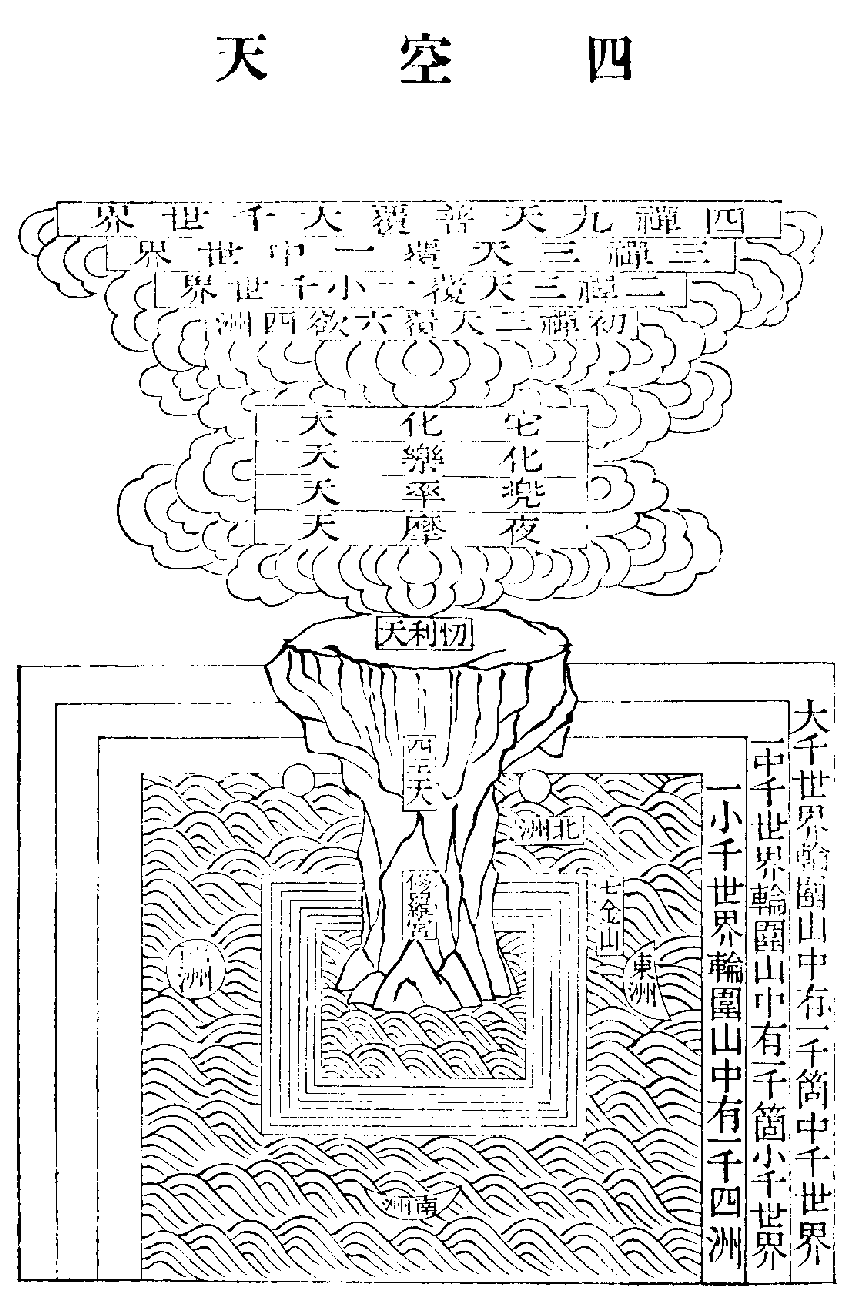 四空天
四禪九天普覆大千世界
三禪三天覆一中世界
二禪三天覆一小千世界
初禪三天覆六欲四洲
它化天
化樂天
兜率天
夜摩天
忉利天
四王天
修羅宮
北洲
七金山
東洲
洲
南洲
大千世界輪圍山中有一千箇中千世界
一中千世界輪圍山中有一千箇小千世界
一小千世界輪圍山中有一千四洲